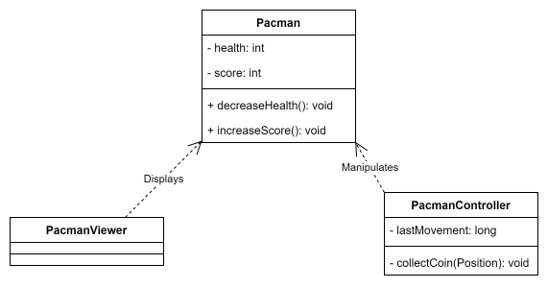 Pacman
- health: int
- score: int
+ decreaseHealth(): void
+ increaseScore(): void
Displays
Manipulates
PacmanViewer
PacmanController
- lastMovement: long
- collectCoin(Position): void